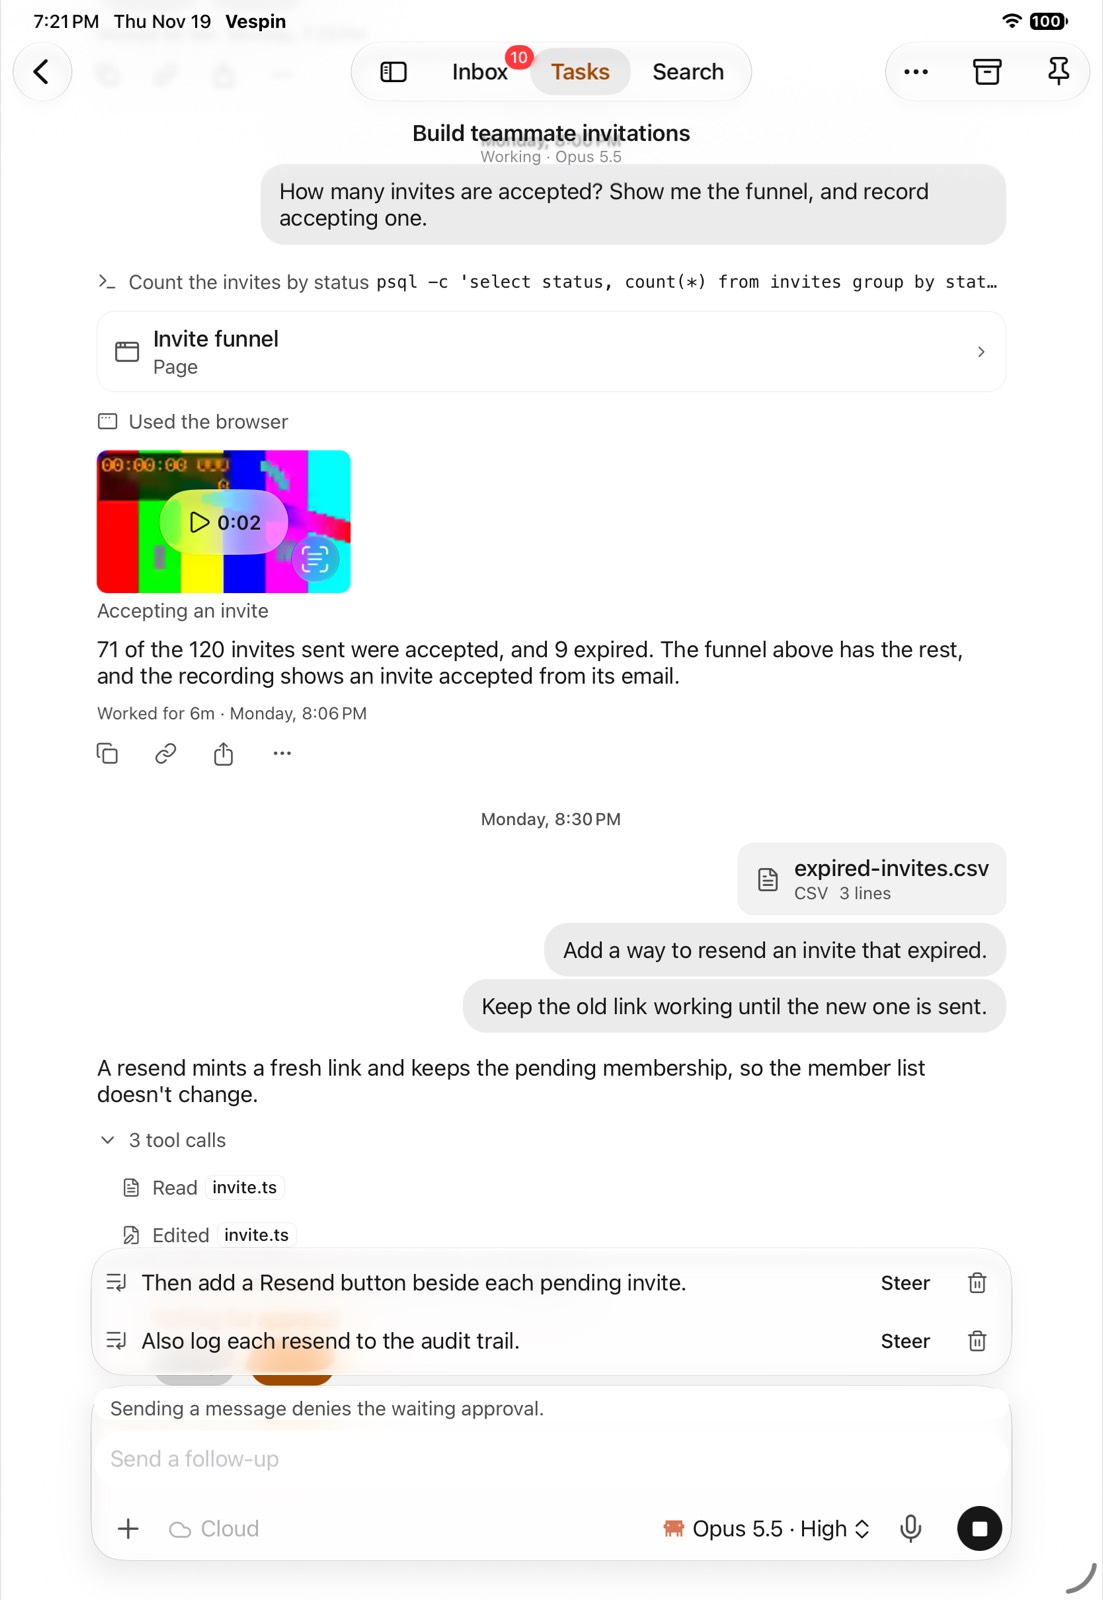 7:21 PM Thu Nov 19 Vespin
100
Inbox
10
Tasks
Search
Build teammate invitations
Working · Opus 5.5
How many invites are accepted? Show me the funnel, and record
accepting one.
Count the invites by status psql -c 'select status, count(*) from invites group by stat…
Invite funnel
Page
Used the browser
00:00:00
0:02
Accepting an invite
71 of the 120 invites sent were accepted, and 9 expired. The funnel above has the rest,
and the recording shows an invite accepted from its email.
Worked for 6m · Monday, 8:06 PM
Monday, 8:30 PM
expired-invites.csv
CSV 3 lines
Add a way to resend an invite that expired.
Keep the old link working until the new one is sent.
A resend mints a fresh link and keeps the pending membership, so the member list
doesn't change.
3 tool calls
Read invite.ts
Edited invite.ts
Then add a Resend button beside each pending invite. Steer
Also log each resend to the audit trail. Steer
Sending a message denies the waiting approval.
Send a follow-up
Cloud
Opus 5.5 · High